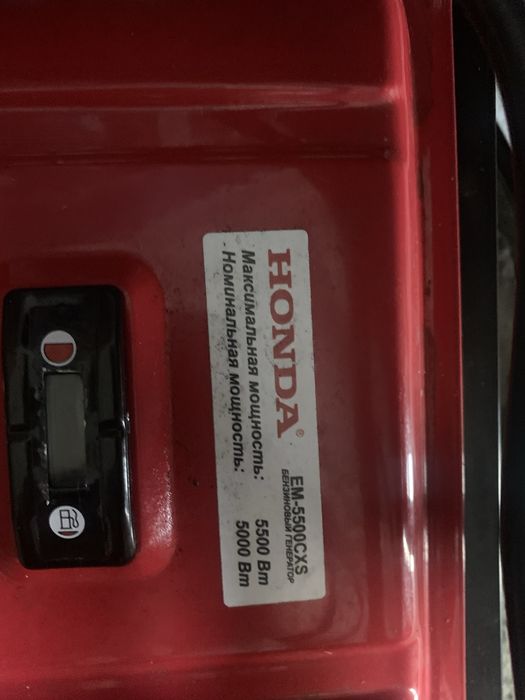 HONDA®
EM-5500CXS
БЕНЗИНОВЫЙ ГЕНЕРАТОР
Максимальная мощность: 5500 Вт
Номинальная мощность: 5000 Вт